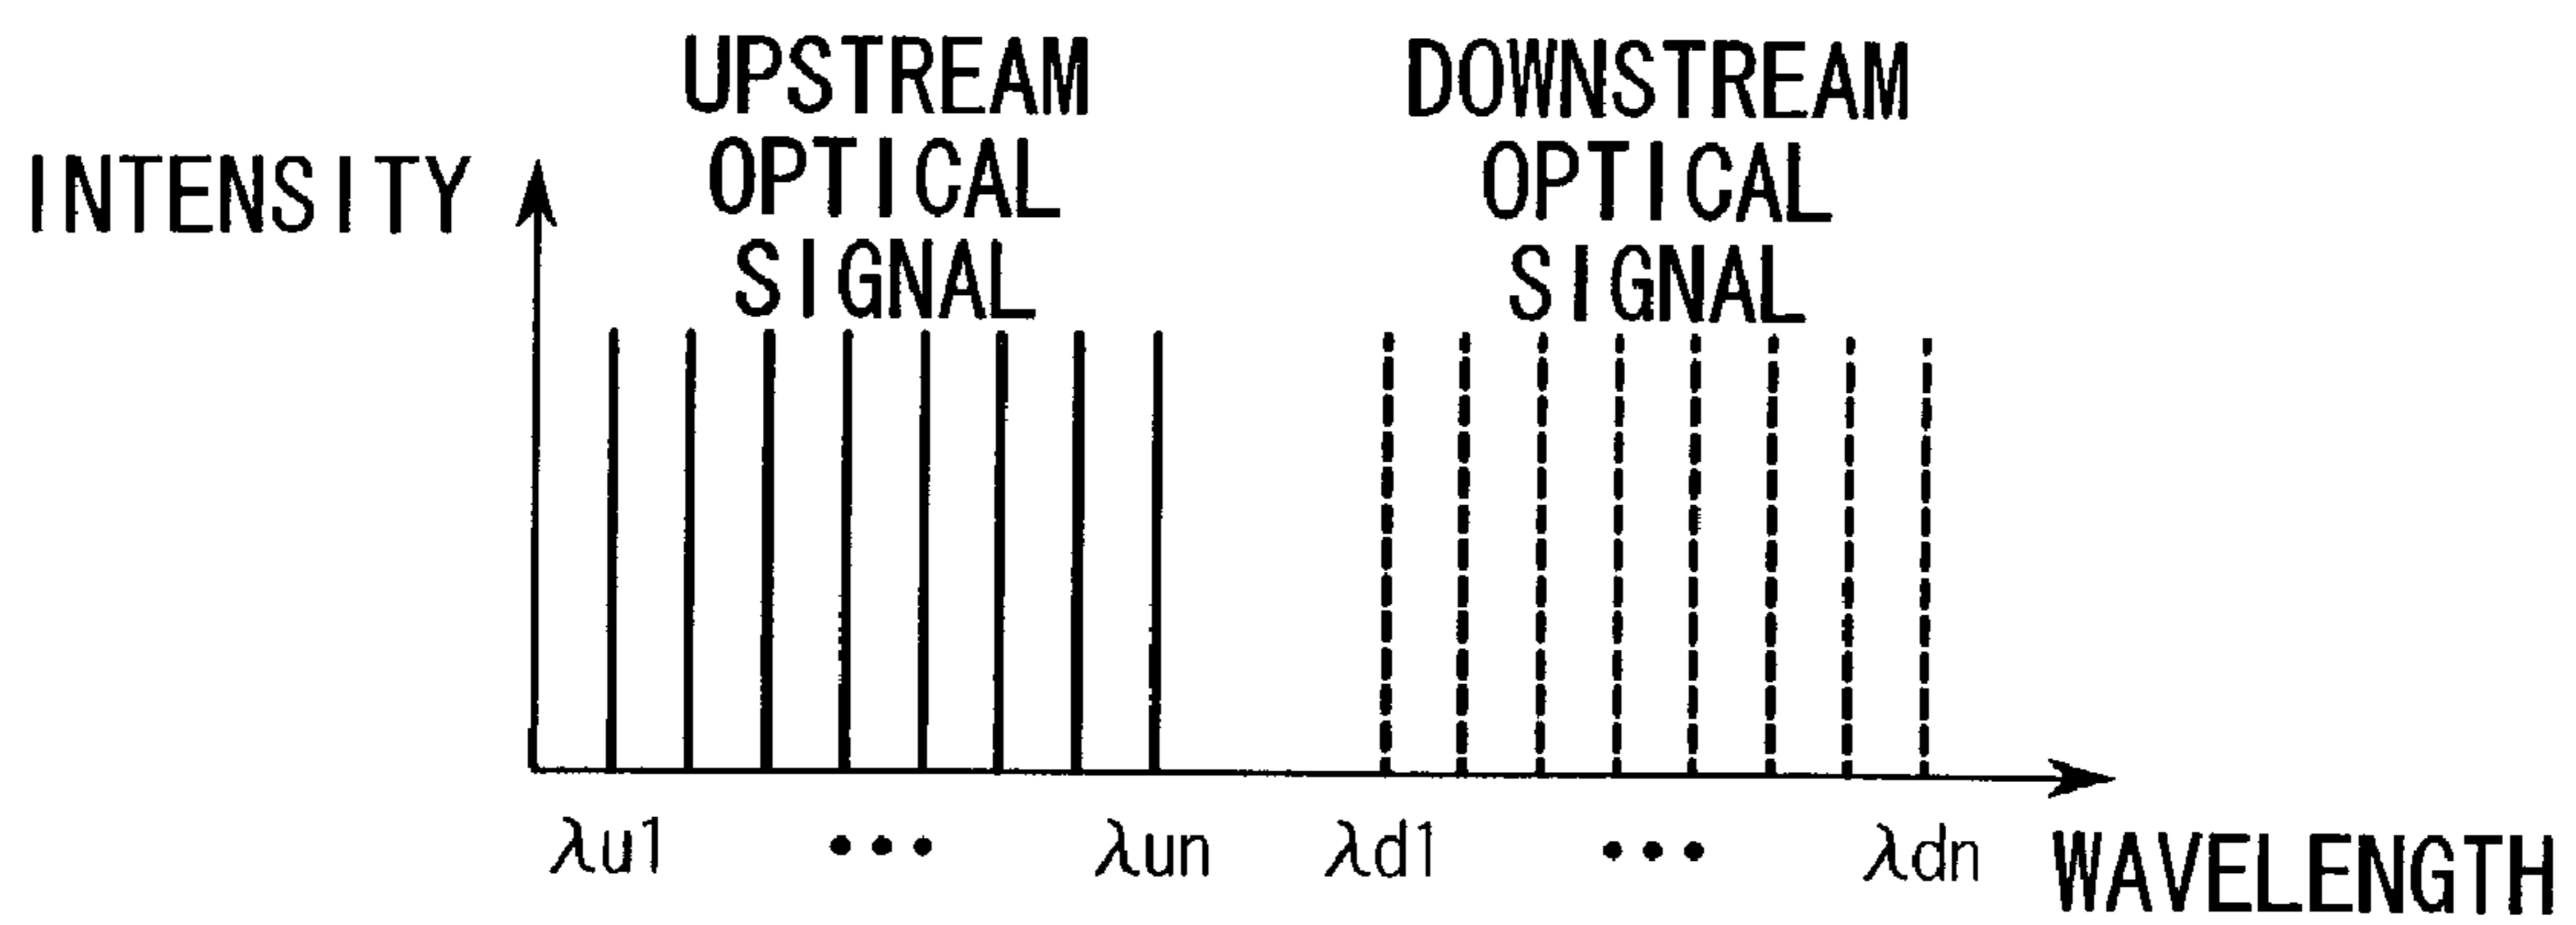 UPSTREAM
OPTICAL
SIGNAL
DOWNSTREAM
OPTICAL
SIGNAL
INTENSITY
λu1 ••• λun λd1 ••• λdn
WAVELENGTH